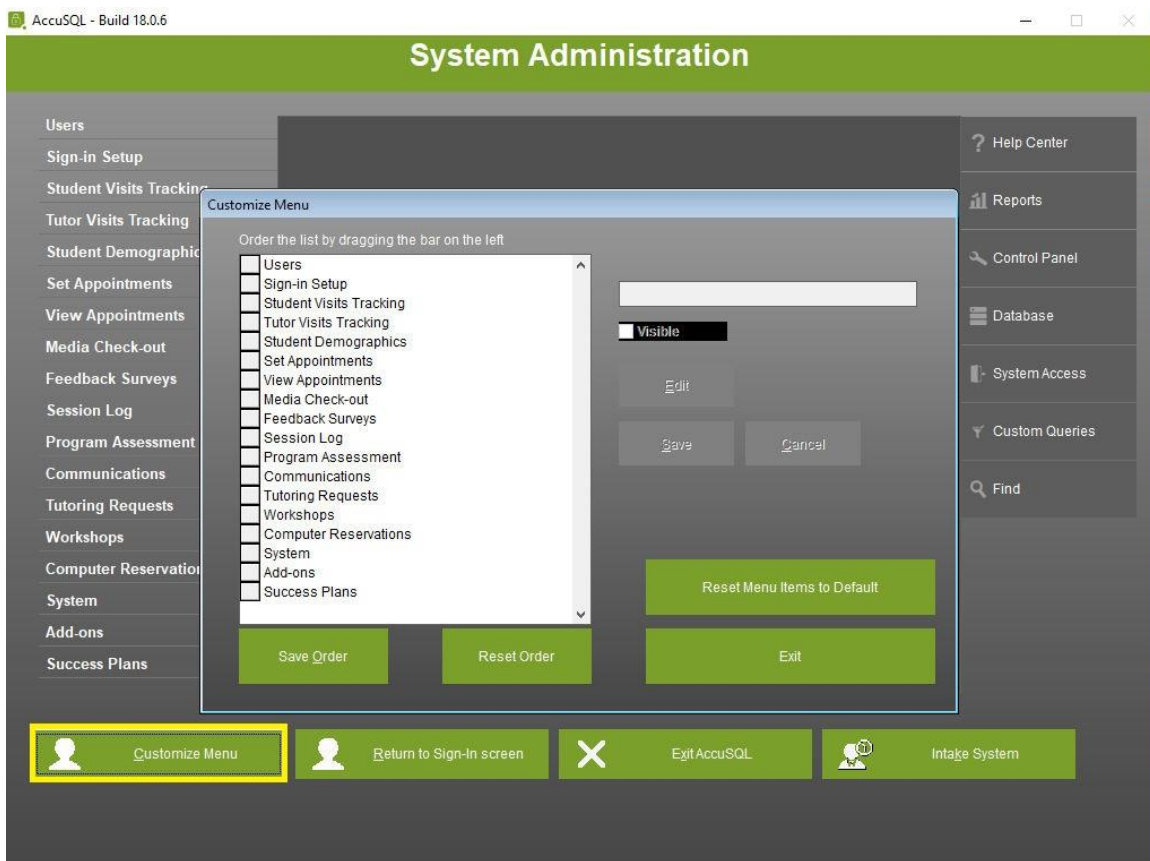 AccuSQL - Build 18.0.6
System Administration
Users
Sign-in Setup
Student Visits Tracking
Tutor Visits Tracking
Student Demographic
Set Appointments
View Appointments
Media Check-out
Feedback Surveys
Session Log
Program Assessment
Communications
Tutoring Requests
Workshops
Computer Reservation
System
Add-ons
Success Plans
Customize Menu
Order the list by dragging the bar on the left
Users
Sign-in Setup
Student Visits Tracking
Tutor Visits Tracking
Student Demographics
Set Appointments
View Appointments
Media Check-out
Feedback Surveys
Session Log
Program Assessment
Communications
Tutoring Requests
Workshops
Computer Reservations
System
Add-ons
Success Plans
Visible
Edit
Save Cancel
Reset Menu Items to Default
Save Order Reset Order Exit
? Help Center
Reports
Control Panel
Database
System Access
Custom Queries
Find
Customize Menu Return to Sign-In screen Exit AccuSQL Intake System